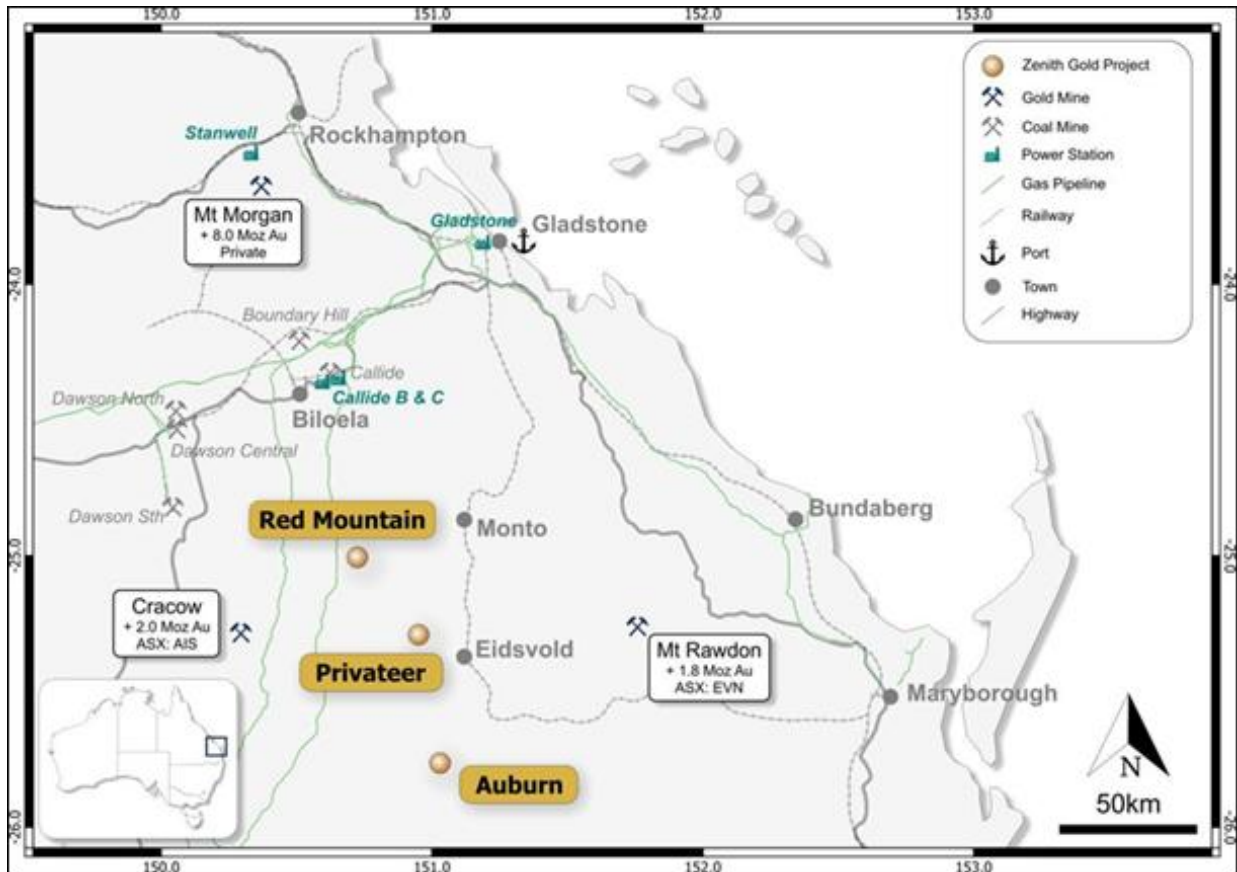 150.0 151.0 152.0 153.0
Zenith Gold Project
Gold Mine
Coal Mine
Power Station
Gas Pipeline
Railway
Port
Town
Highway
Rockhampton
Stanwell
Mt Morgan
+ 8.0 Moz Au
Private
Gladstone
Gladstone
-24.0
-24.0
Boundary Hill
Callide
Callide B & C
Dawson North
Biloela
Dawson Central
Dawson Sth
Red Mountain
Monto
Bundaberg
-25.0
-25.0
Cracow
+ 2.0 Moz Au
ASX: AIS
Privateer
Eidsvold
Mt Rawdon
+ 1.8 Moz Au
ASX: EVN
Maryborough
Auburn
N
50km
-26.0
-26.0
150.0 151.0 152.0 153.0